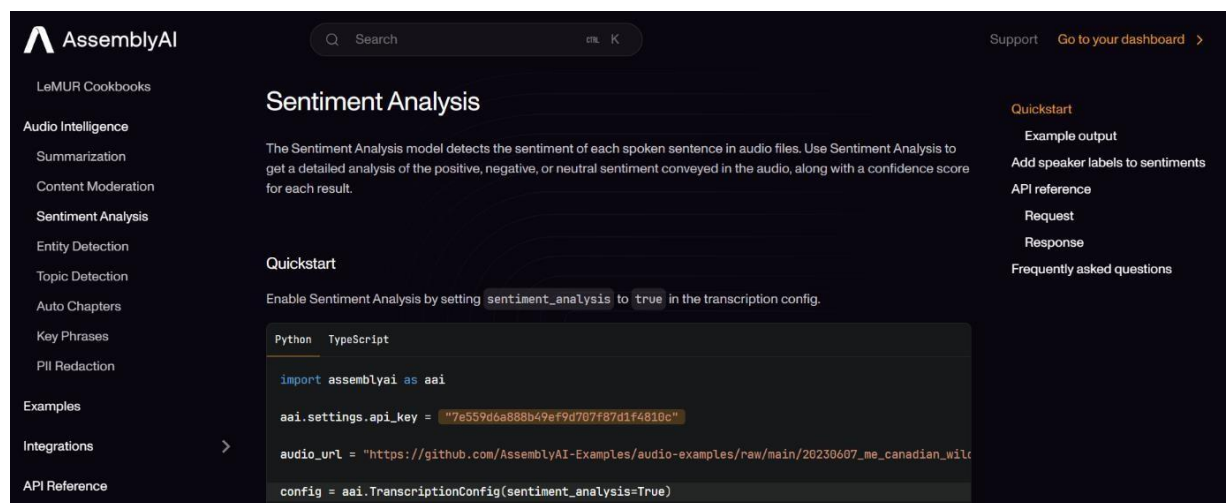 AssemblyAI
Search
CTRL K
Support
Go to your dashboard
LeMUR Cookbooks
Audio Intelligence
Summarization
Content Moderation
Sentiment Analysis
Entity Detection
Topic Detection
Auto Chapters
Key Phrases
PII Redaction
Examples
Integrations
API Reference
Sentiment Analysis
The Sentiment Analysis model detects the sentiment of each spoken sentence in audio files. Use Sentiment Analysis to
get a detailed analysis of the positive, negative, or neutral sentiment conveyed in the audio, along with a confidence score
for each result.
Quickstart
Enable Sentiment Analysis by setting sentiment_analysis to true in the transcription config.
Python TypeScript
import assemblyai as aai
aai.settings.api_key = "7e559d6a888b49ef9d707f87d1f4810c"
audio_url = "https://github.com/AssemblyAI-Examples/audio-examples/raw/main/20230607_me_canadian_wild
config = aai.TranscriptionConfig(sentiment_analysis=True)
Quickstart
Example output
Add speaker labels to sentiments
API reference
Request
Response
Frequently asked questions